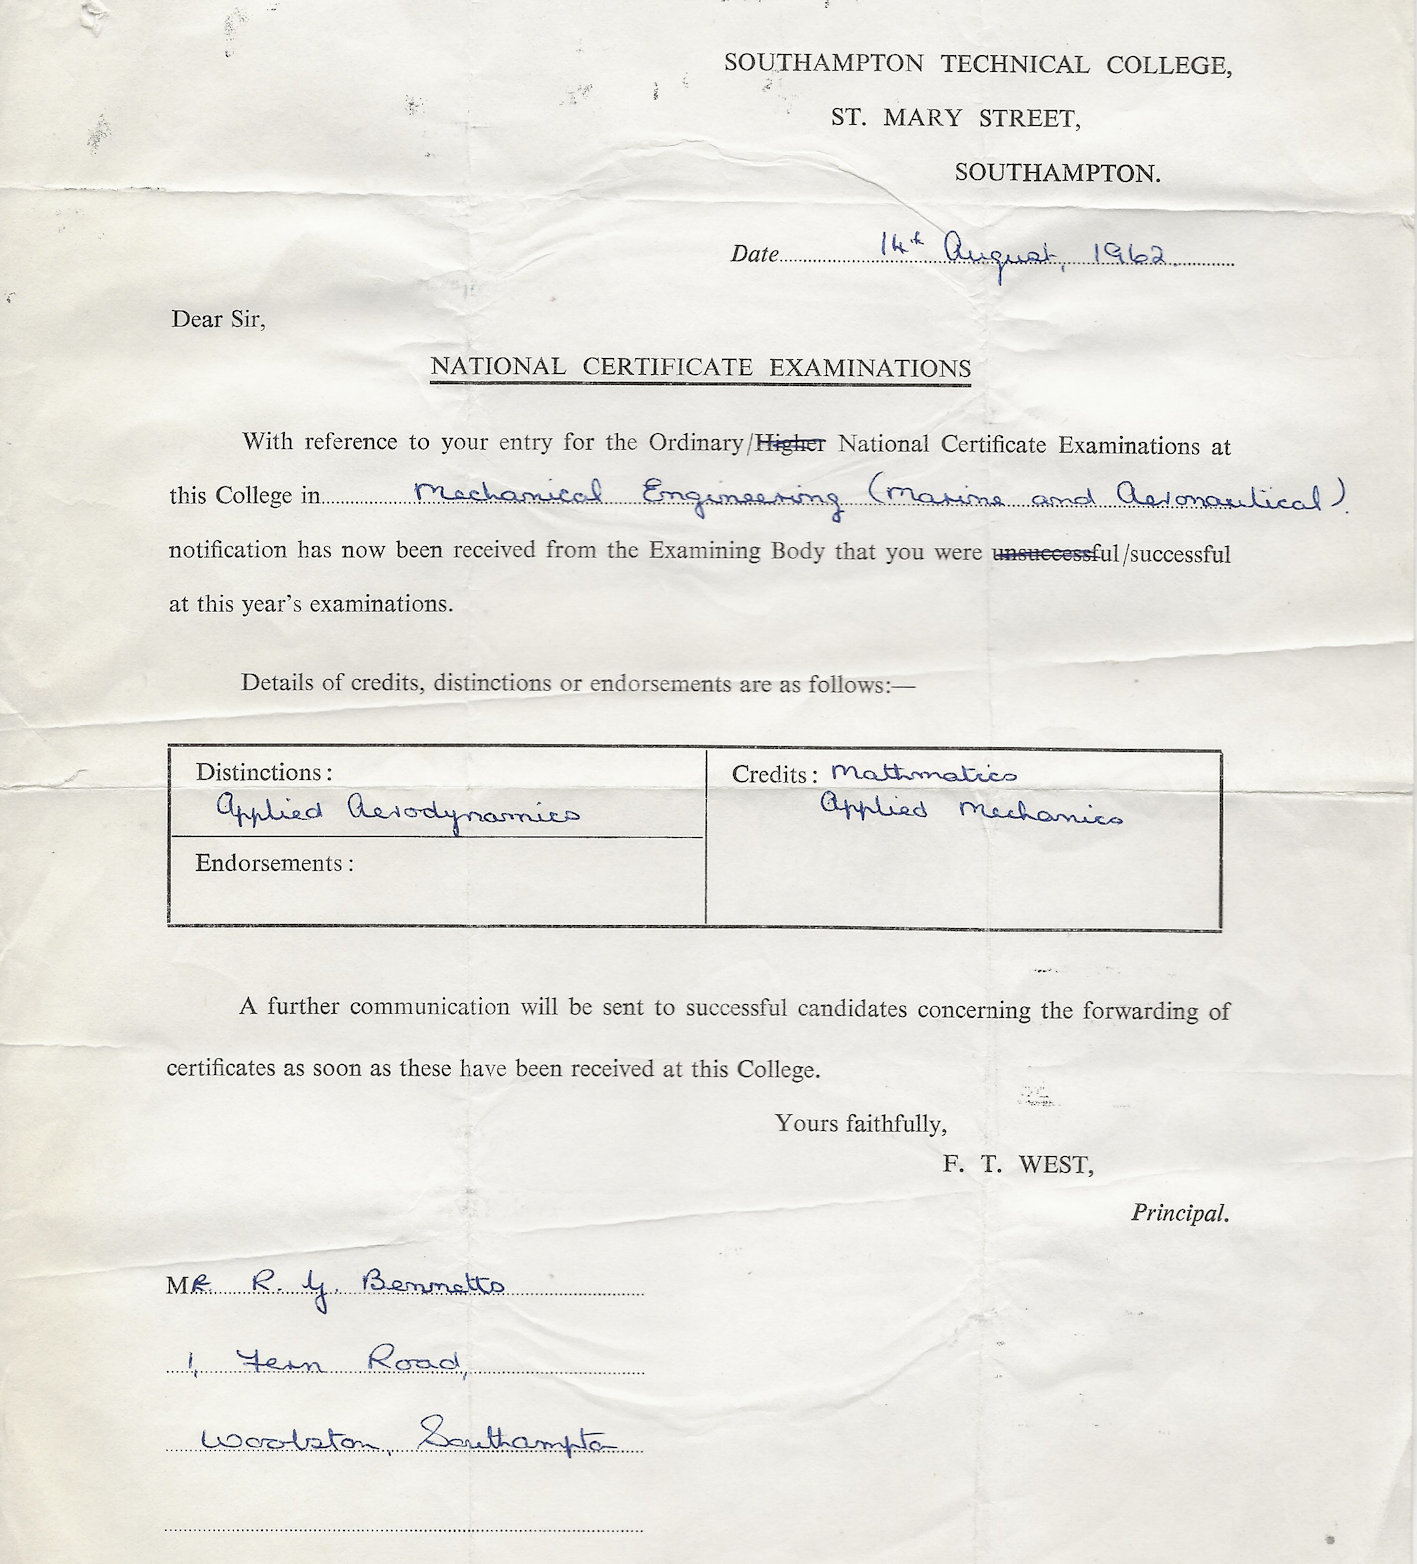 SOUTHAMPTON TECHNICAL COLLEGE,
ST. MARY STREET,
SOUTHAMPTON.
Date 14th August, 1962.
Dear Sir,
NATIONAL CERTIFICATE EXAMINATIONS
With reference to your entry for the Ordinary/Higher National Certificate Examinations at
this College in Mechanical Engineering (Marine and Aeronautical).
notification has now been received from the Examining Body that you were unsuccessful/successful
at this year's examinations.
Details of credits, distinctions or endorsements are as follows:—
Distinctions:
Applied Aerodynamics
Endorsements:
Credits: Mathmatics
Applied Mechanics
A further communication will be sent to successful candidates concerning the forwarding of
certificates as soon as these have been received at this College.
Yours faithfully,
F. T. WEST,
Principal.
MR. R. G. Bennetts
1, Fern Road,
Woolston, Southampton